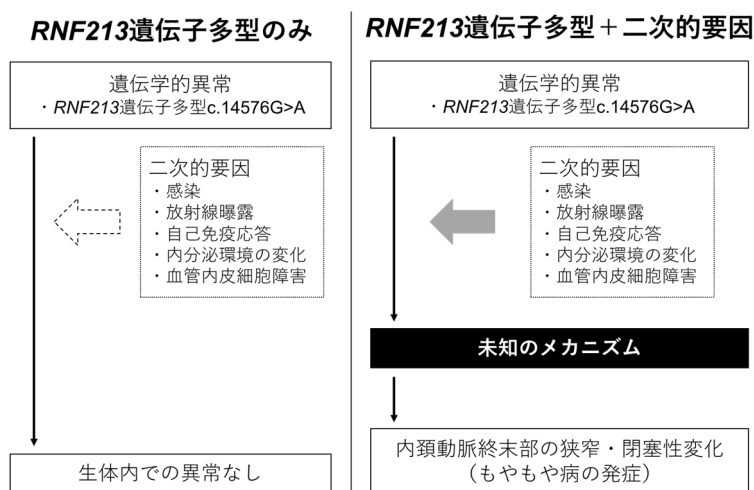 RNF213遺伝子多型のみ
遺伝学的異常
・RNF213遺伝子多型c.14576G>A
二次的要因
・感染
・放射線曝露
・自己免疫応答
・内分泌環境の変化
・血管内皮細胞障害
生体内での異常なし
RNF213遺伝子多型＋二次的要因
遺伝学的異常
・RNF213遺伝子多型c.14576G>A
二次的要因
・感染
・放射線曝露
・自己免疫応答
・内分泌環境の変化
・血管内皮細胞障害
未知のメカニズム
内頚動脈終末部の狭窄・閉塞性変化
（もやもや病の発症）